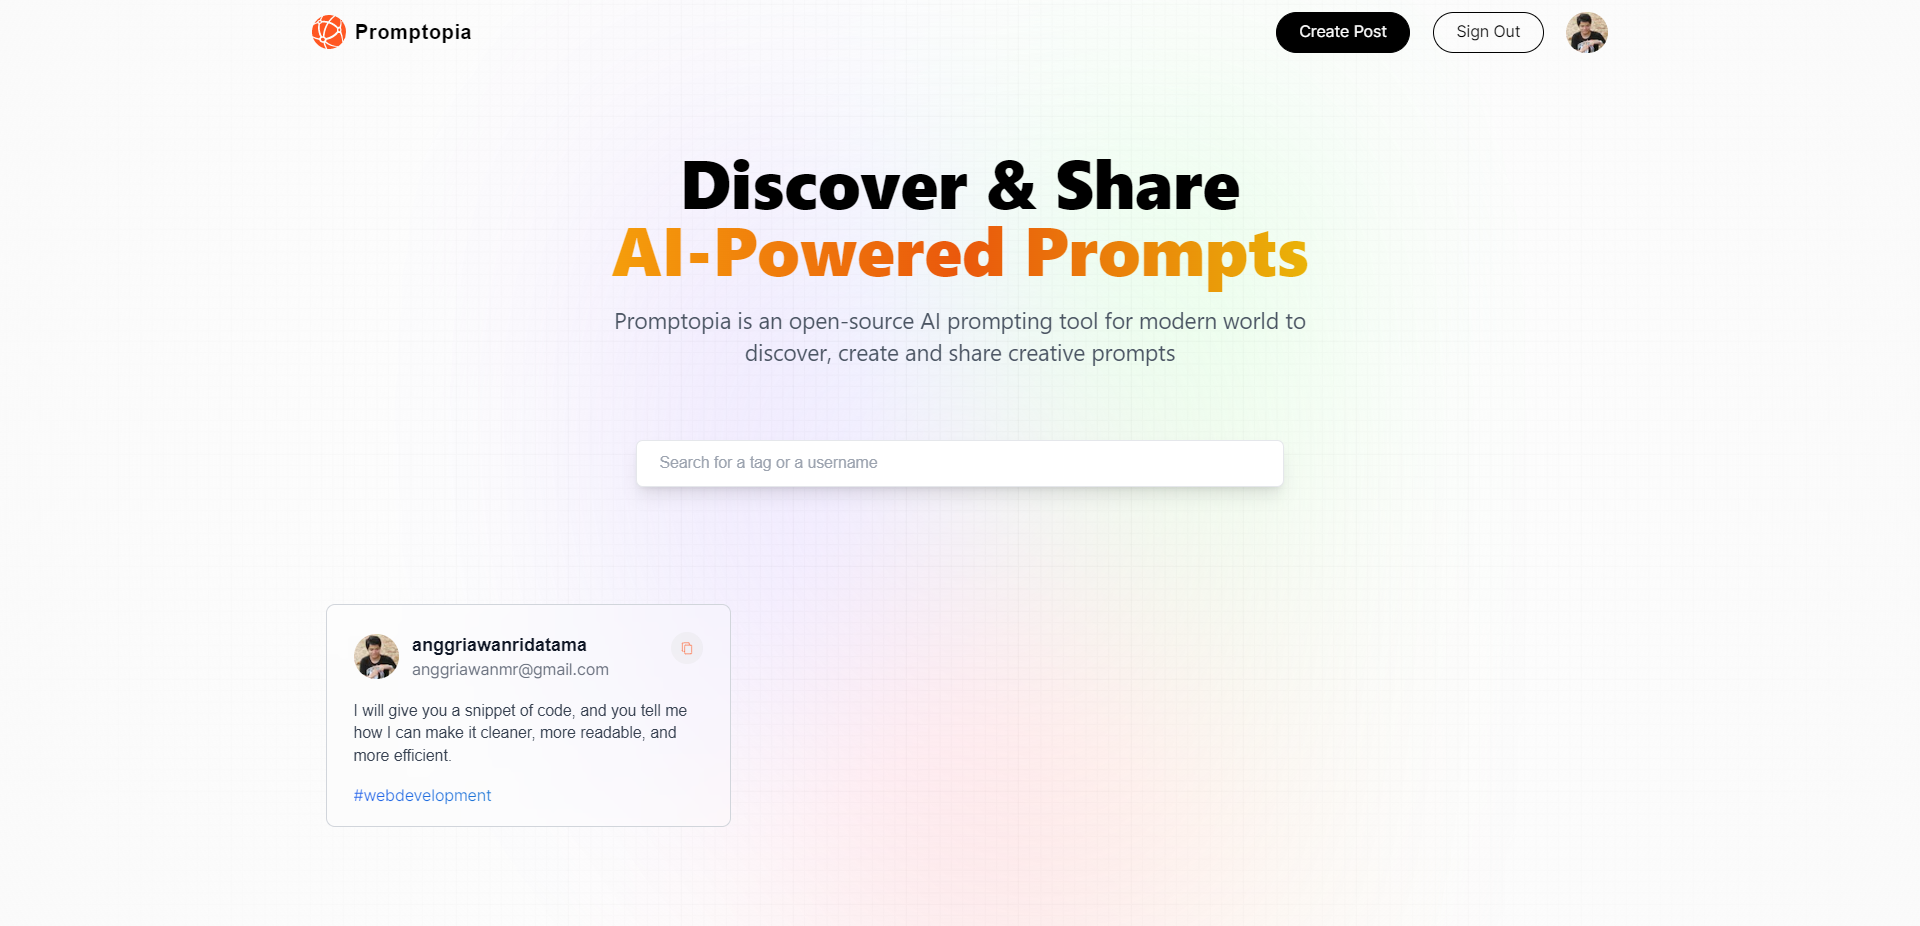 Promptopia
Create Post
Sign Out
Discover & Share
AI-Powered Prompts
Promptopia is an open-source AI prompting tool for modern world to
discover, create and share creative prompts
Search for a tag or a username
anggriawanridatama
anggriawanmr@gmail.com
I will give you a snippet of code, and you tell me
how I can make it cleaner, more readable, and
more efficient.
#webdevelopment